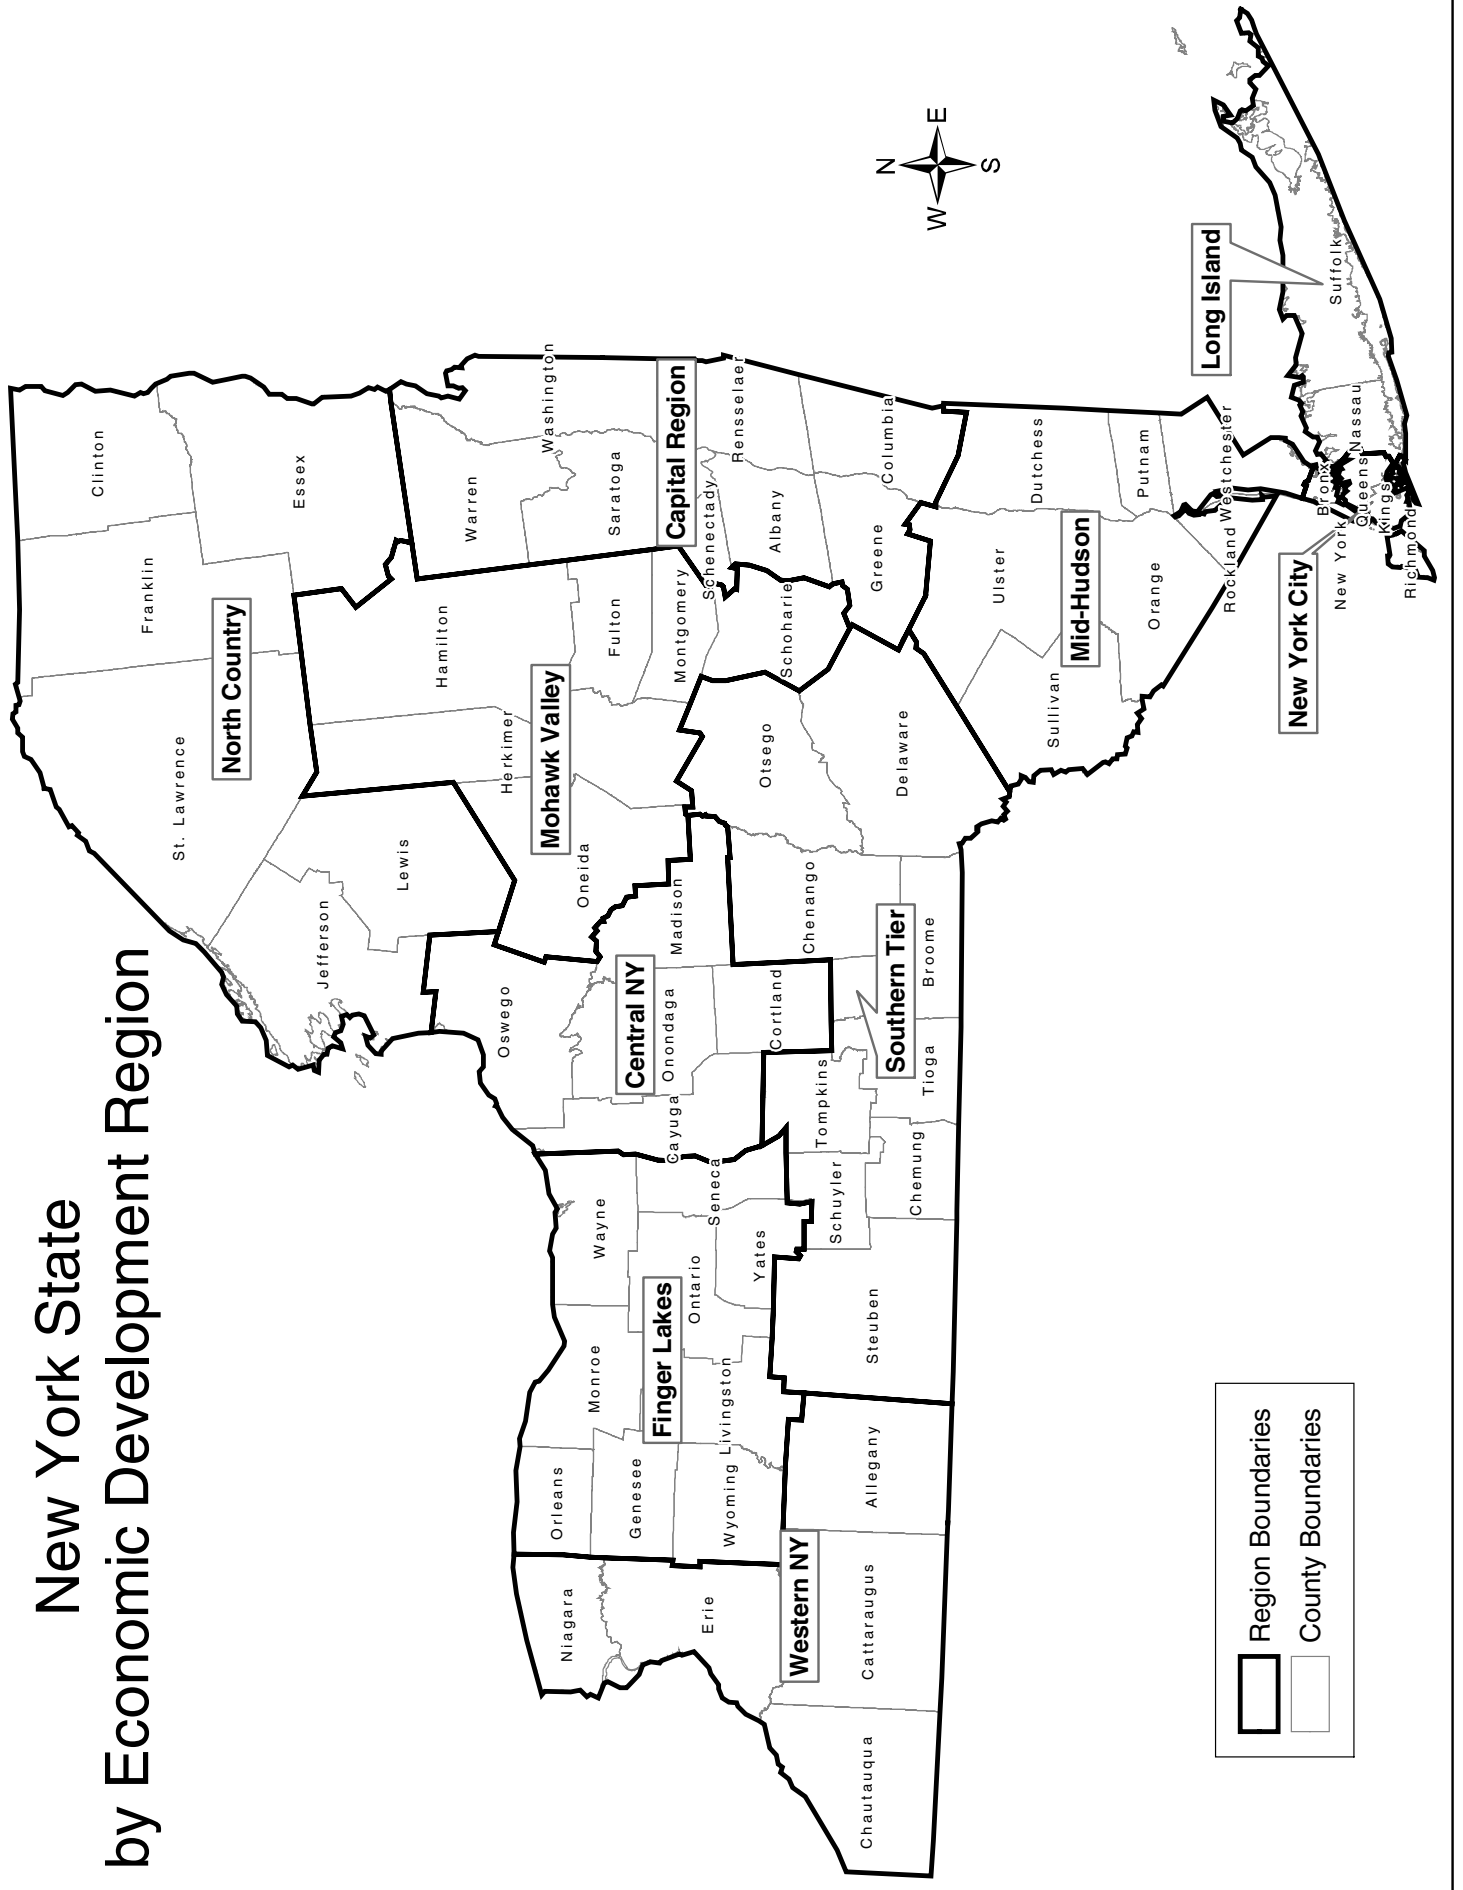 New York State
by Economic Development Region
Clinton
Franklin
St. Lawrence
Essex
North Country
Jefferson
Lewis
Hamilton
Warren
Washington
Herkimer
Mohawk Valley
Oswego
Oneida
Fulton
Saratoga
Niagara
Orleans
Monroe
Wayne
Genesee
Central NY
Finger Lakes
Cayuga
Onondaga
Madison
Montgomery
Capital Region
Schenectady
Rensselaer
Erie
Wyoming
Livingston
Ontario
Seneca
Yates
Cortland
Otsego
Schoharie
Albany
Western NY
Tompkins
Chenango
Schuyler
Chautauqua
Cattaraugus
Allegany
Steuben
Chemung
Southern Tier
Tioga
Broome
Delaware
Greene
Columbia
N
W
E
S
Ulster
Dutchess
Sullivan
Mid-Hudson
Orange
Putnam
Rockland
Westchester
Long Island
Suffolk
New York City
Bronx
New York
Nassau
Queens
Kings
Richmond
Region Boundaries
County Boundaries